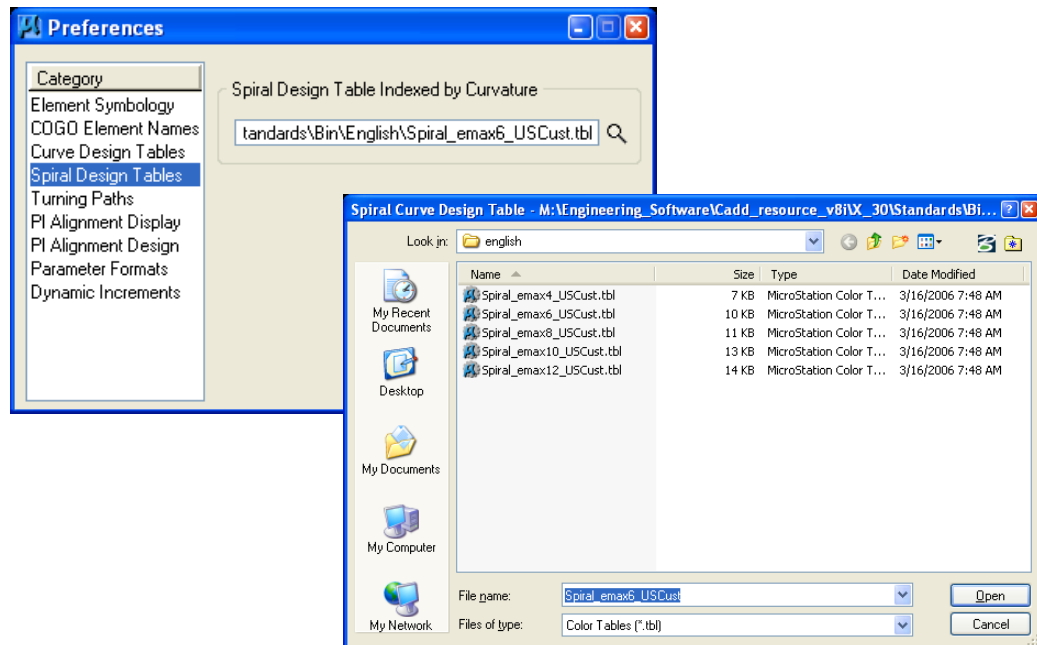 Preferences
Category
Element Symbology
COGO Element Names
Curve Design Tables
Spiral Design Tables
Turning Paths
PI Alignment Display
PI Alignment Design
Parameter Formats
Dynamic Increments
Spiral Design Table Indexed by Curvature
tandards\Bin\English\Spiral_emax6_USCust.tbl
Spiral Curve Design Table - M:\Engineering_Software\Cadd_resource_v8i\X_30\Standards\Bi...
Look in: english
My Recent
Documents
Desktop
My Documents
My Computer
My Network
Name Size Type Date Modified
Spiral_emax4_USCust.tbl 7 KB MicroStation Color T... 3/16/2006 7:48 AM
Spiral_emax6_USCust.tbl 10 KB MicroStation Color T... 3/16/2006 7:48 AM
Spiral_emax8_USCust.tbl 11 KB MicroStation Color T... 3/16/2006 7:48 AM
Spiral_emax10_USCust.tbl 13 KB MicroStation Color T... 3/16/2006 7:48 AM
Spiral_emax12_USCust.tbl 14 KB MicroStation Color T... 3/16/2006 7:48 AM
File name: Spiral_emax6_USCust Open
Files of type: Color Tables (*.tbl) Cancel